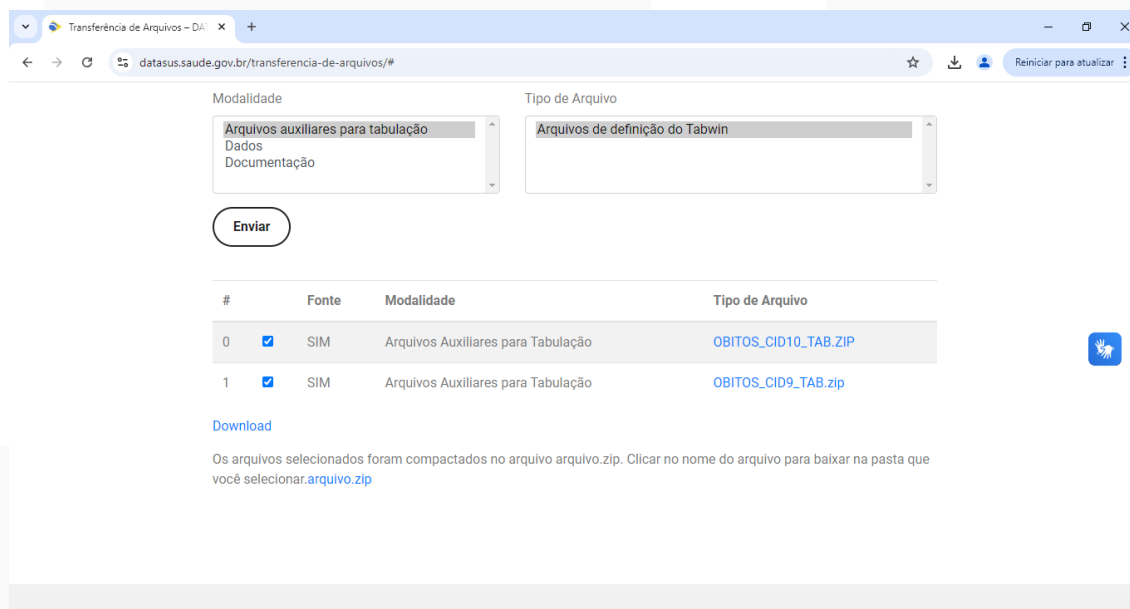 Transferência de Arquivos – DAT
datasus.saude.gov.br/transferencia-de-arquivos/#
Reiniciar para atualizar
Modalidade Tipo de Arquivo
Arquivos auxiliares para tabulação Arquivos de definição do Tabwin
Dados
Documentação
Enviar
# Fonte Modalidade Tipo de Arquivo
0 SIM Arquivos Auxiliares para Tabulação OBITOS_CID10_TAB.ZIP
1 SIM Arquivos Auxiliares para Tabulação OBITOS_CID9_TAB.zip
Download
Os arquivos selecionados foram compactados no arquivo arquivo.zip. Clicar no nome do arquivo para baixar na pasta que
você selecionar.arquivo.zip